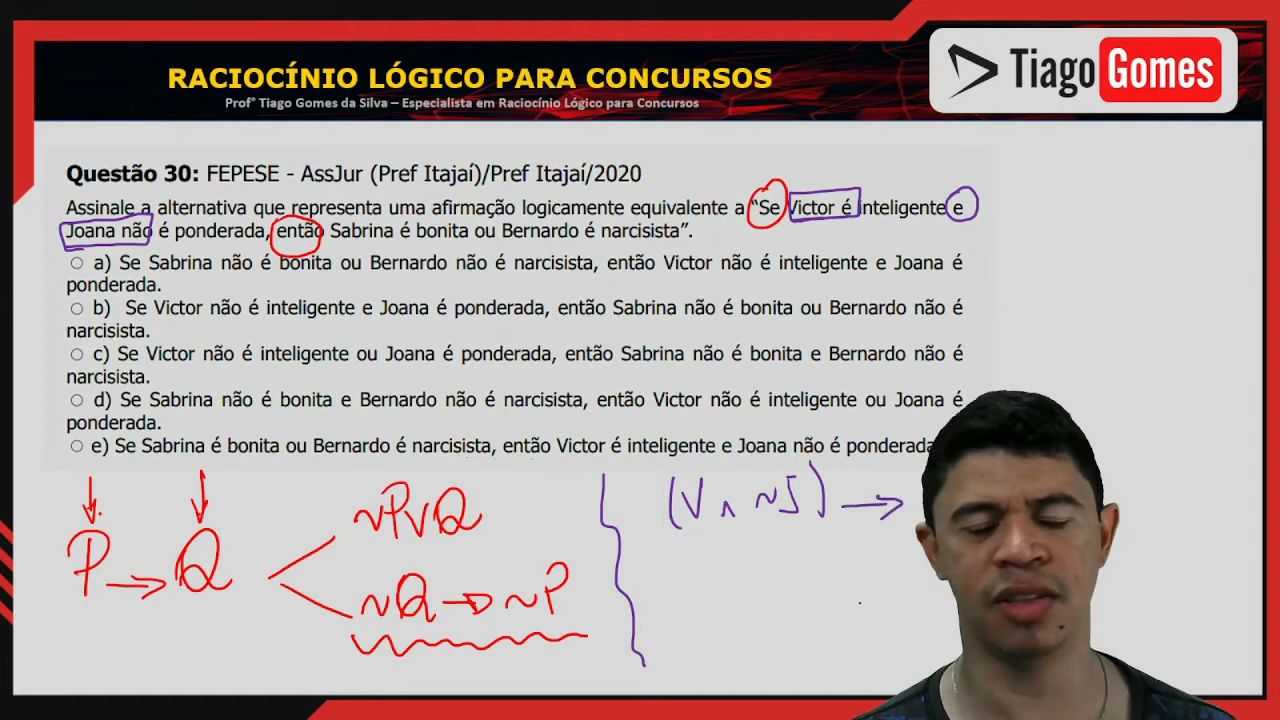 RACIOCÍNIO LÓGICO PARA CONCURSOS
Prof° Tiago Gomes da Silva – Especialista em Raciocínio Lógico para Concursos
Tiago Gomes
Questão 30: FEPESE - AssJur (Pref Itajaí)/Pref Itajaí/2020
Assinale a alternativa que representa uma afirmação logicamente equivalente a “Se Victor é inteligente e
Joana não é ponderada, então Sabrina é bonita ou Bernardo é narcisista”.
a) Se Sabrina não é bonita ou Bernardo não é narcisista, então Victor não é inteligente e Joana é
ponderada.
b) Se Victor não é inteligente e Joana é ponderada, então Sabrina não é bonita ou Bernardo não é
narcisista.
c) Se Victor não é inteligente ou Joana é ponderada, então Sabrina não é bonita e Bernardo não é
narcisista.
d) Se Sabrina não é bonita e Bernardo não é narcisista, então Victor não é inteligente ou Joana é
ponderada.
e) Se Sabrina é bonita ou Bernardo é narcisista, então Victor é inteligente e Joana não é ponderada
~P v Q
P → Q
~Q → ~P
(V ∧ ~J) →